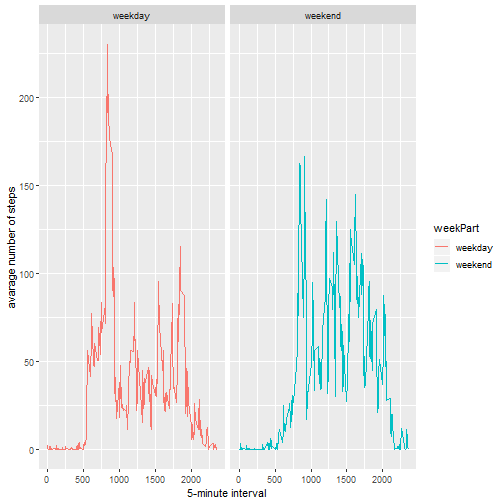 weekday weekend
avarage number of steps
200
150
100
50
0
0 500 1000 1500 2000 0 500 1000 1500 2000
5-minute interval
weekPart
weekday
weekend